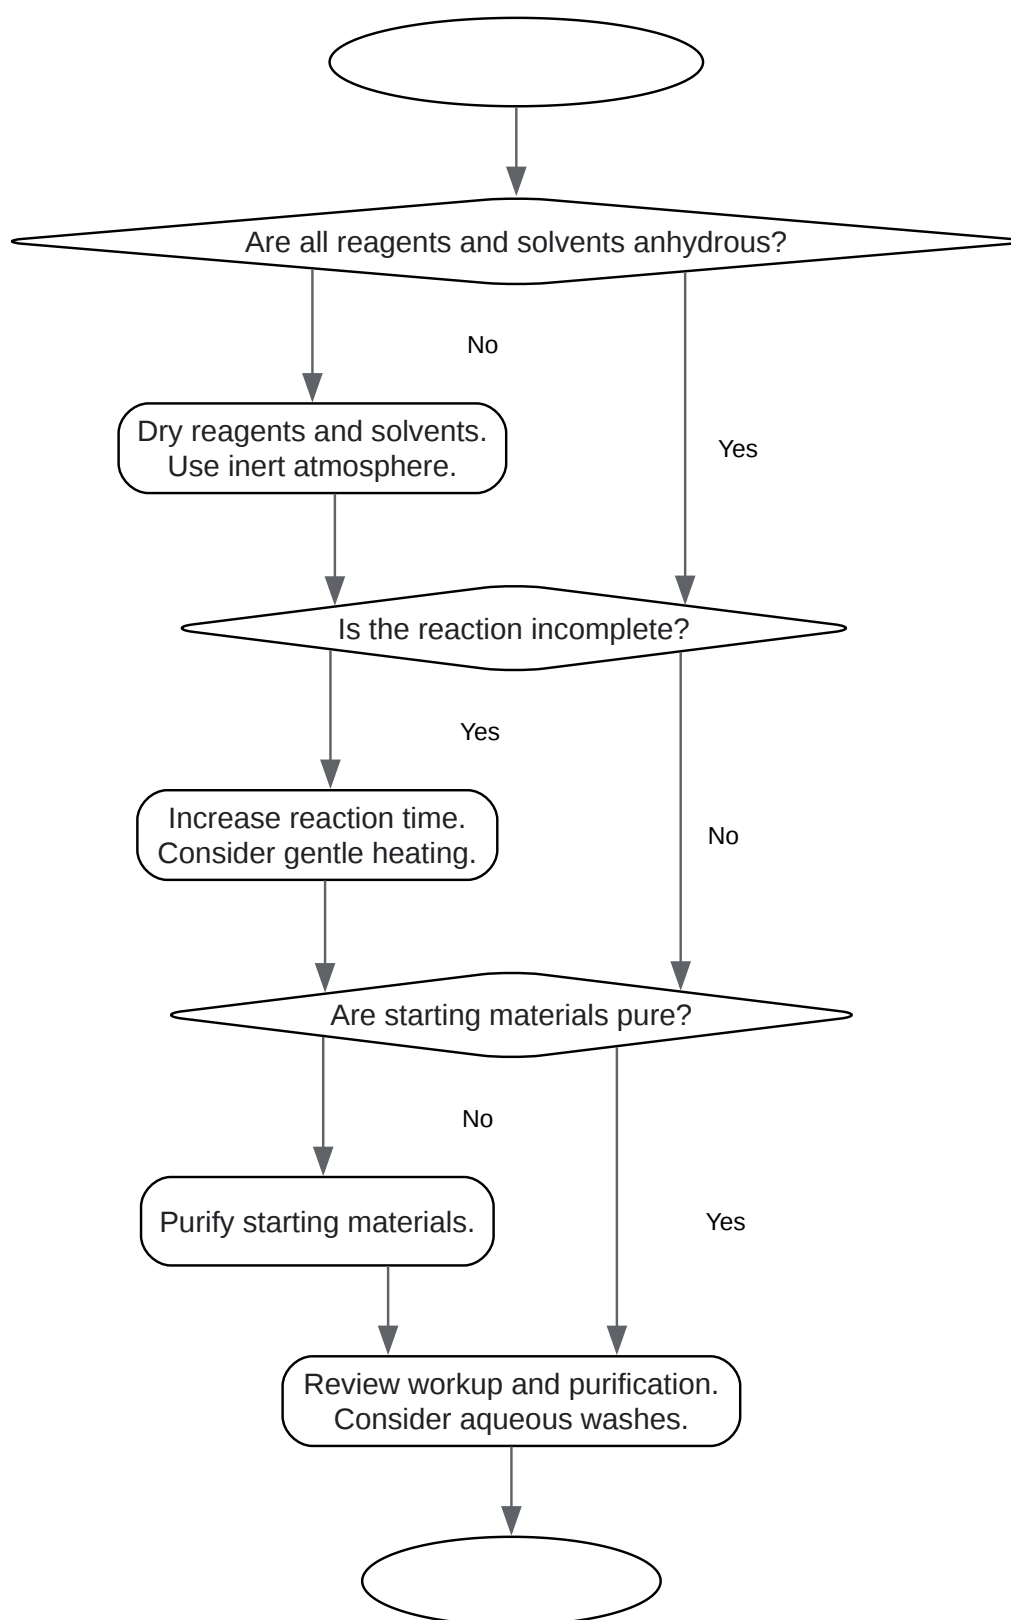 Are all reagents and solvents anhydrous?
No
Dry reagents and solvents.
Use inert atmosphere.
Yes
Is the reaction incomplete?
Yes
Increase reaction time.
Consider gentle heating.
No
Are starting materials pure?
No
Purify starting materials.
Yes
Review workup and purification.
Consider aqueous washes.